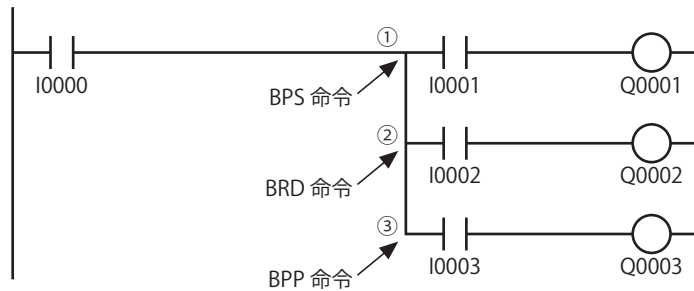 ①
I0000 I0001 Q0001
BPS 命令
②
I0002 Q0002
BRD 命令
③
I0003 Q0003
BPP 命令